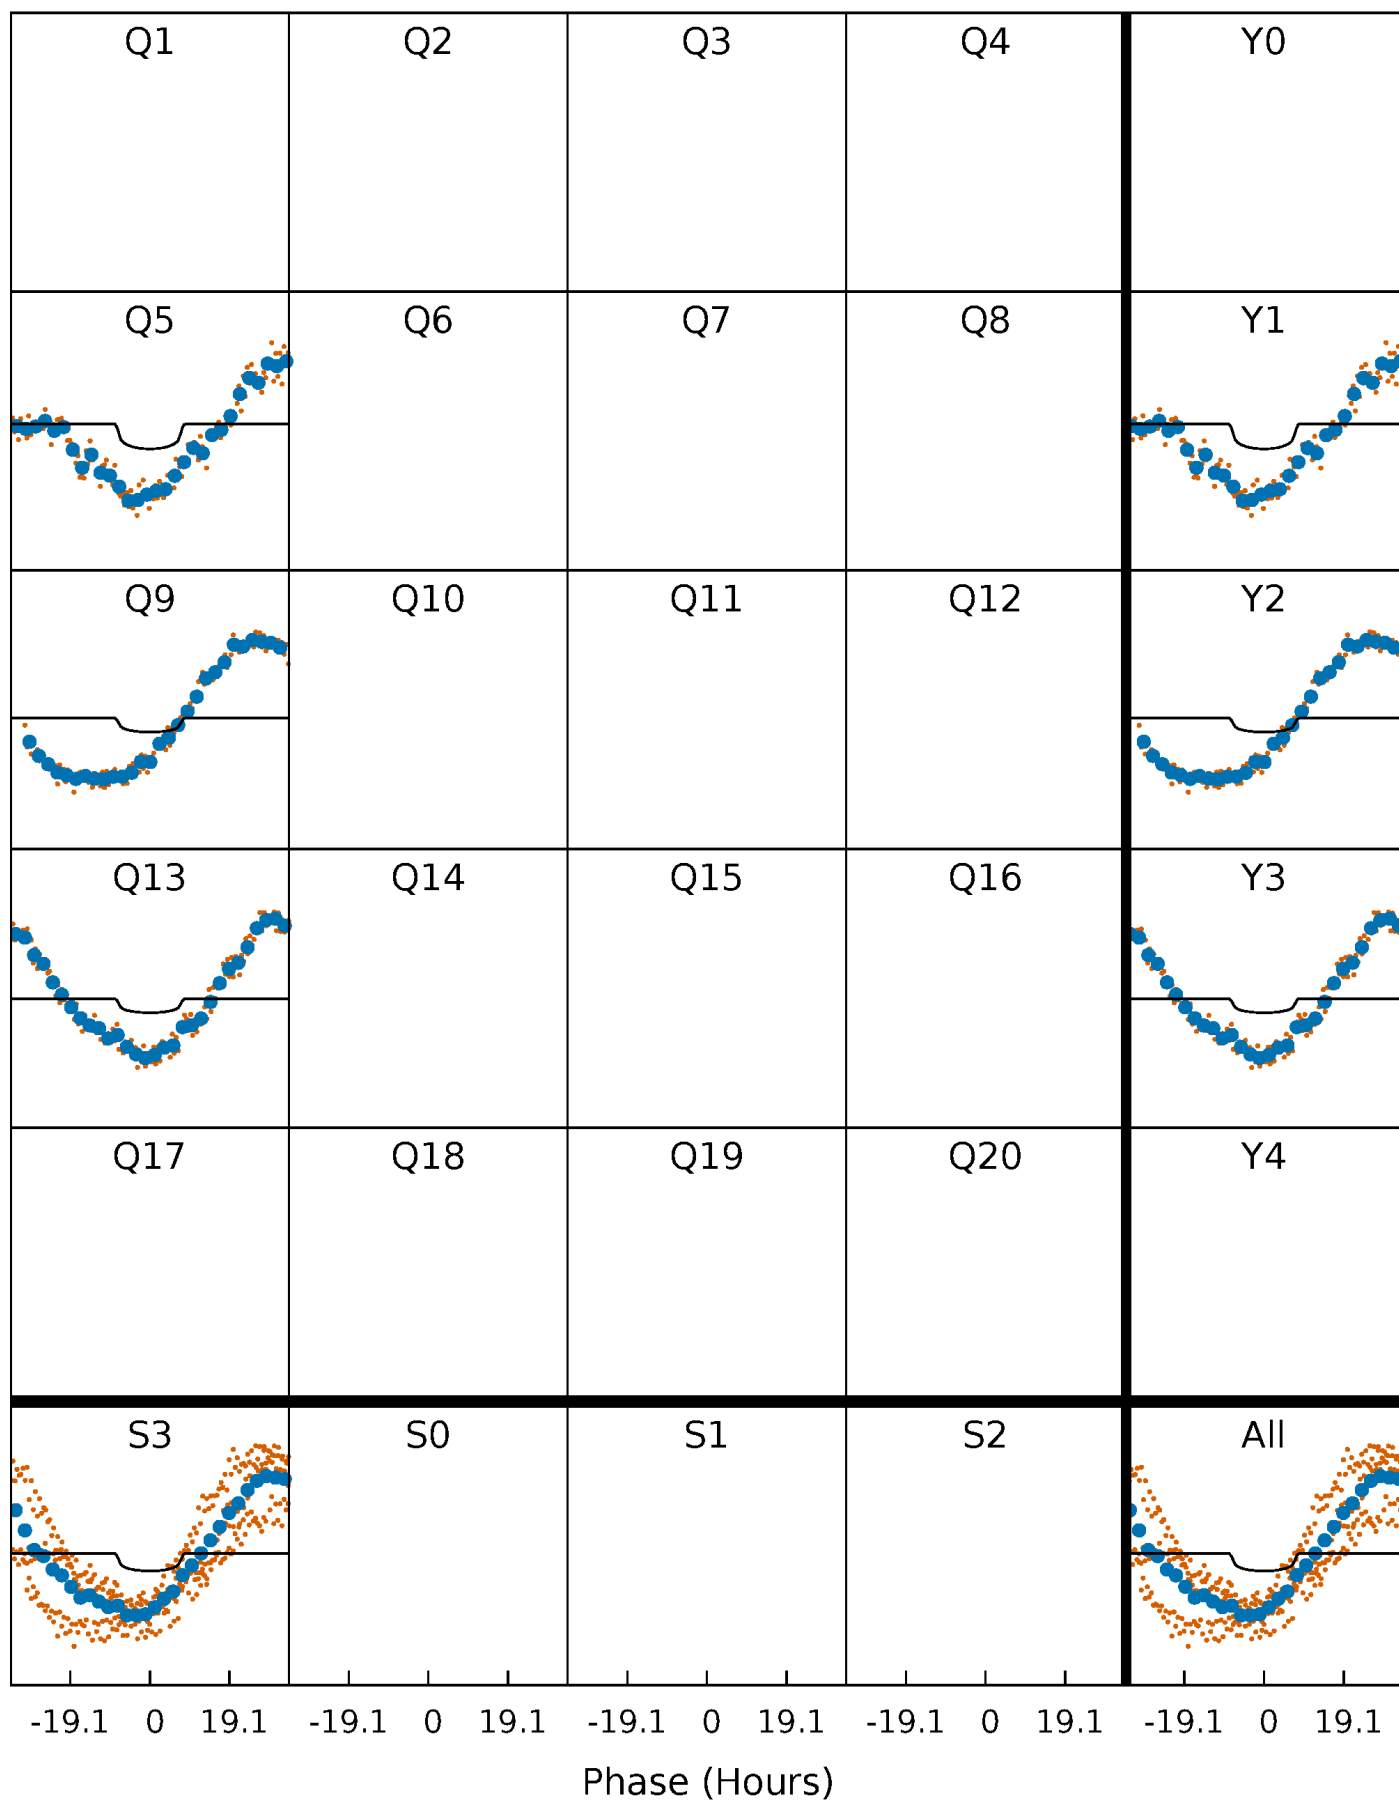 Q1 Q2 Q3 Q4 Y0
Q5 Q6 Q7 Q8 Y1
Q9 Q10 Q11 Q12 Y2
Q13 Q14 Q15 Q16 Y3
Q17 Q18 Q19 Q20 Y4
S3 S0 S1 S2 All
-19.1 0 19.1 -19.1 0 19.1 -19.1 0 19.1 -19.1 0 19.1 -19.1 0 19.1
Phase (Hours)